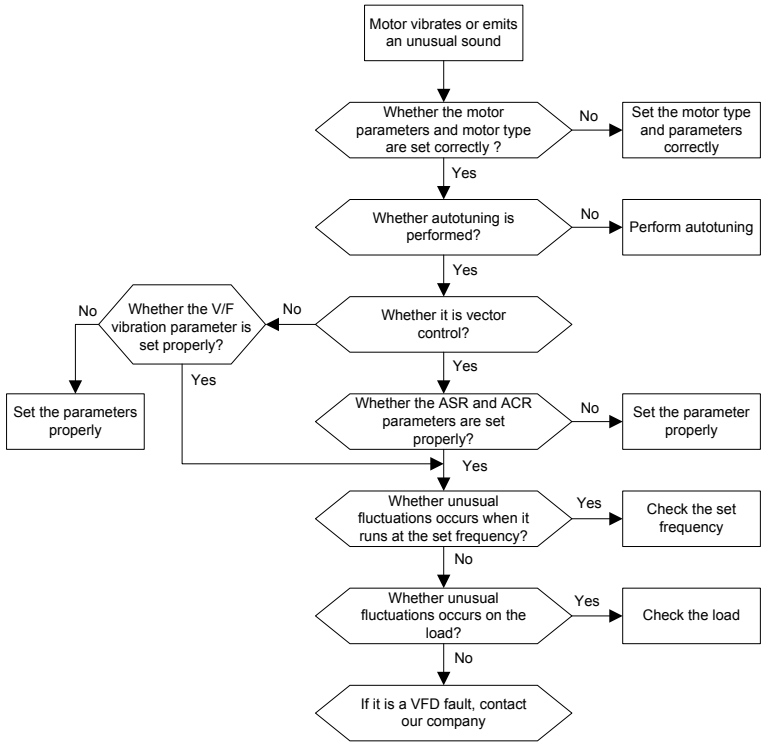 Motor vibrates or emits
an unusual sound
Whether the motor
parameters and motor type
are set correctly ?
No
Set the motor type
and parameters
correctly
Yes
Whether autotuning is
performed?
No
Perform autotuning
Yes
Whether it is vector
control?
No
Whether the V/F
vibration parameter is
set properly?
No
Set the parameters
properly
Yes
Yes
Whether the ASR and ACR
parameters are set
properly?
No
Set the parameter
properly
Yes
Whether unusual
fluctuations occurs when it
runs at the set frequency?
Yes
Check the set
frequency
No
Whether unusual
fluctuations occurs on the
load?
Yes
Check the load
No
If it is a VFD fault, contact
our company